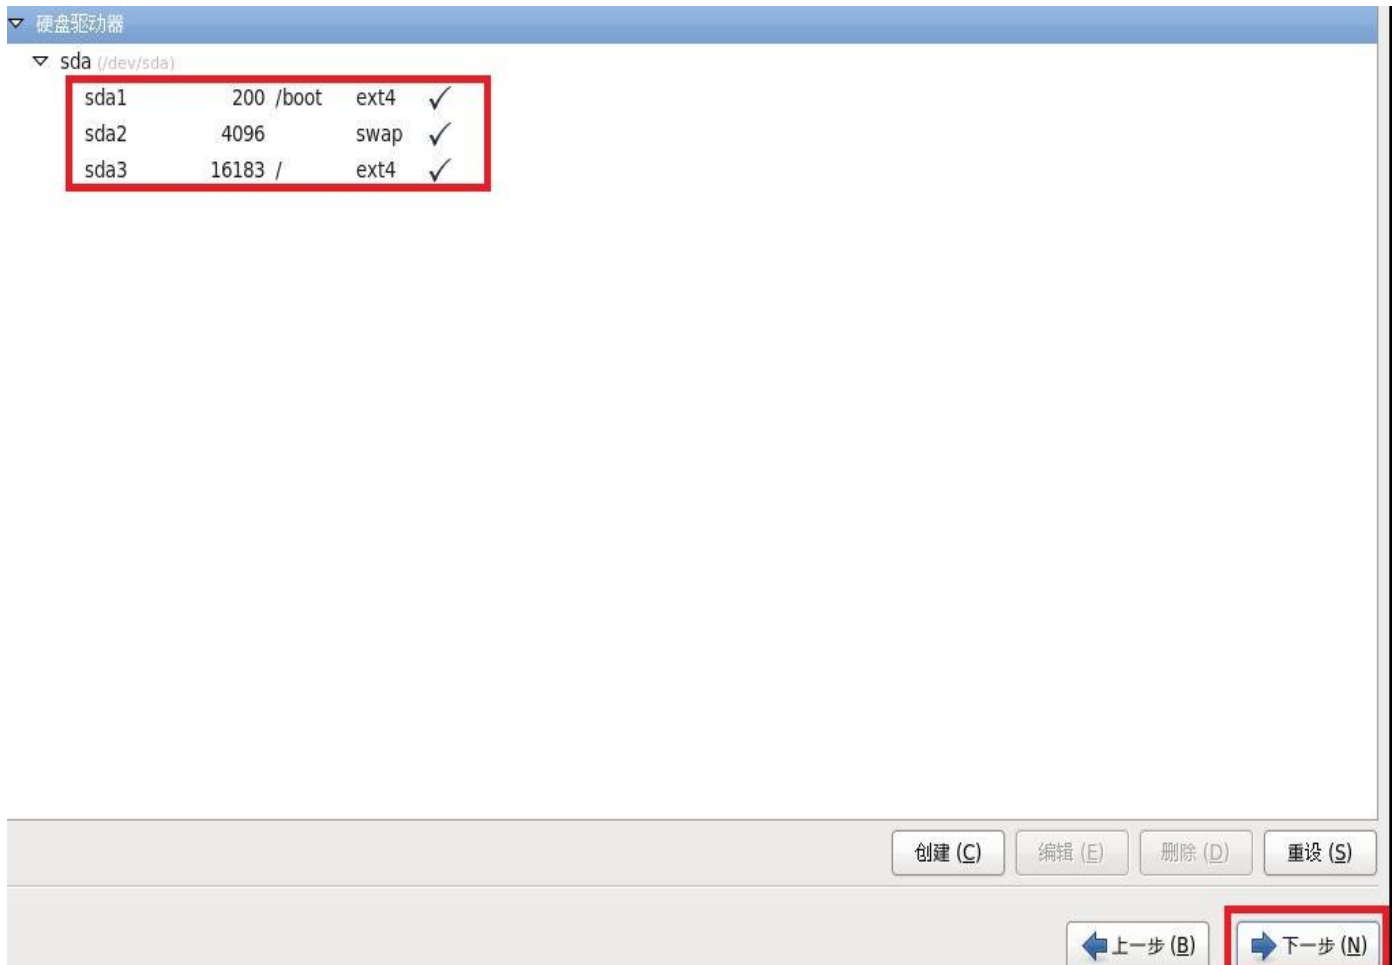 硬盘驱动器
sda (/dev/sda)
sda1 200 /boot ext4 ✓
sda2 4096 swap ✓
sda3 16183 / ext4 ✓
创建 (C) 编辑 (E) 删除 (D) 重设 (S)
上一步 (B) 下一步 (N)